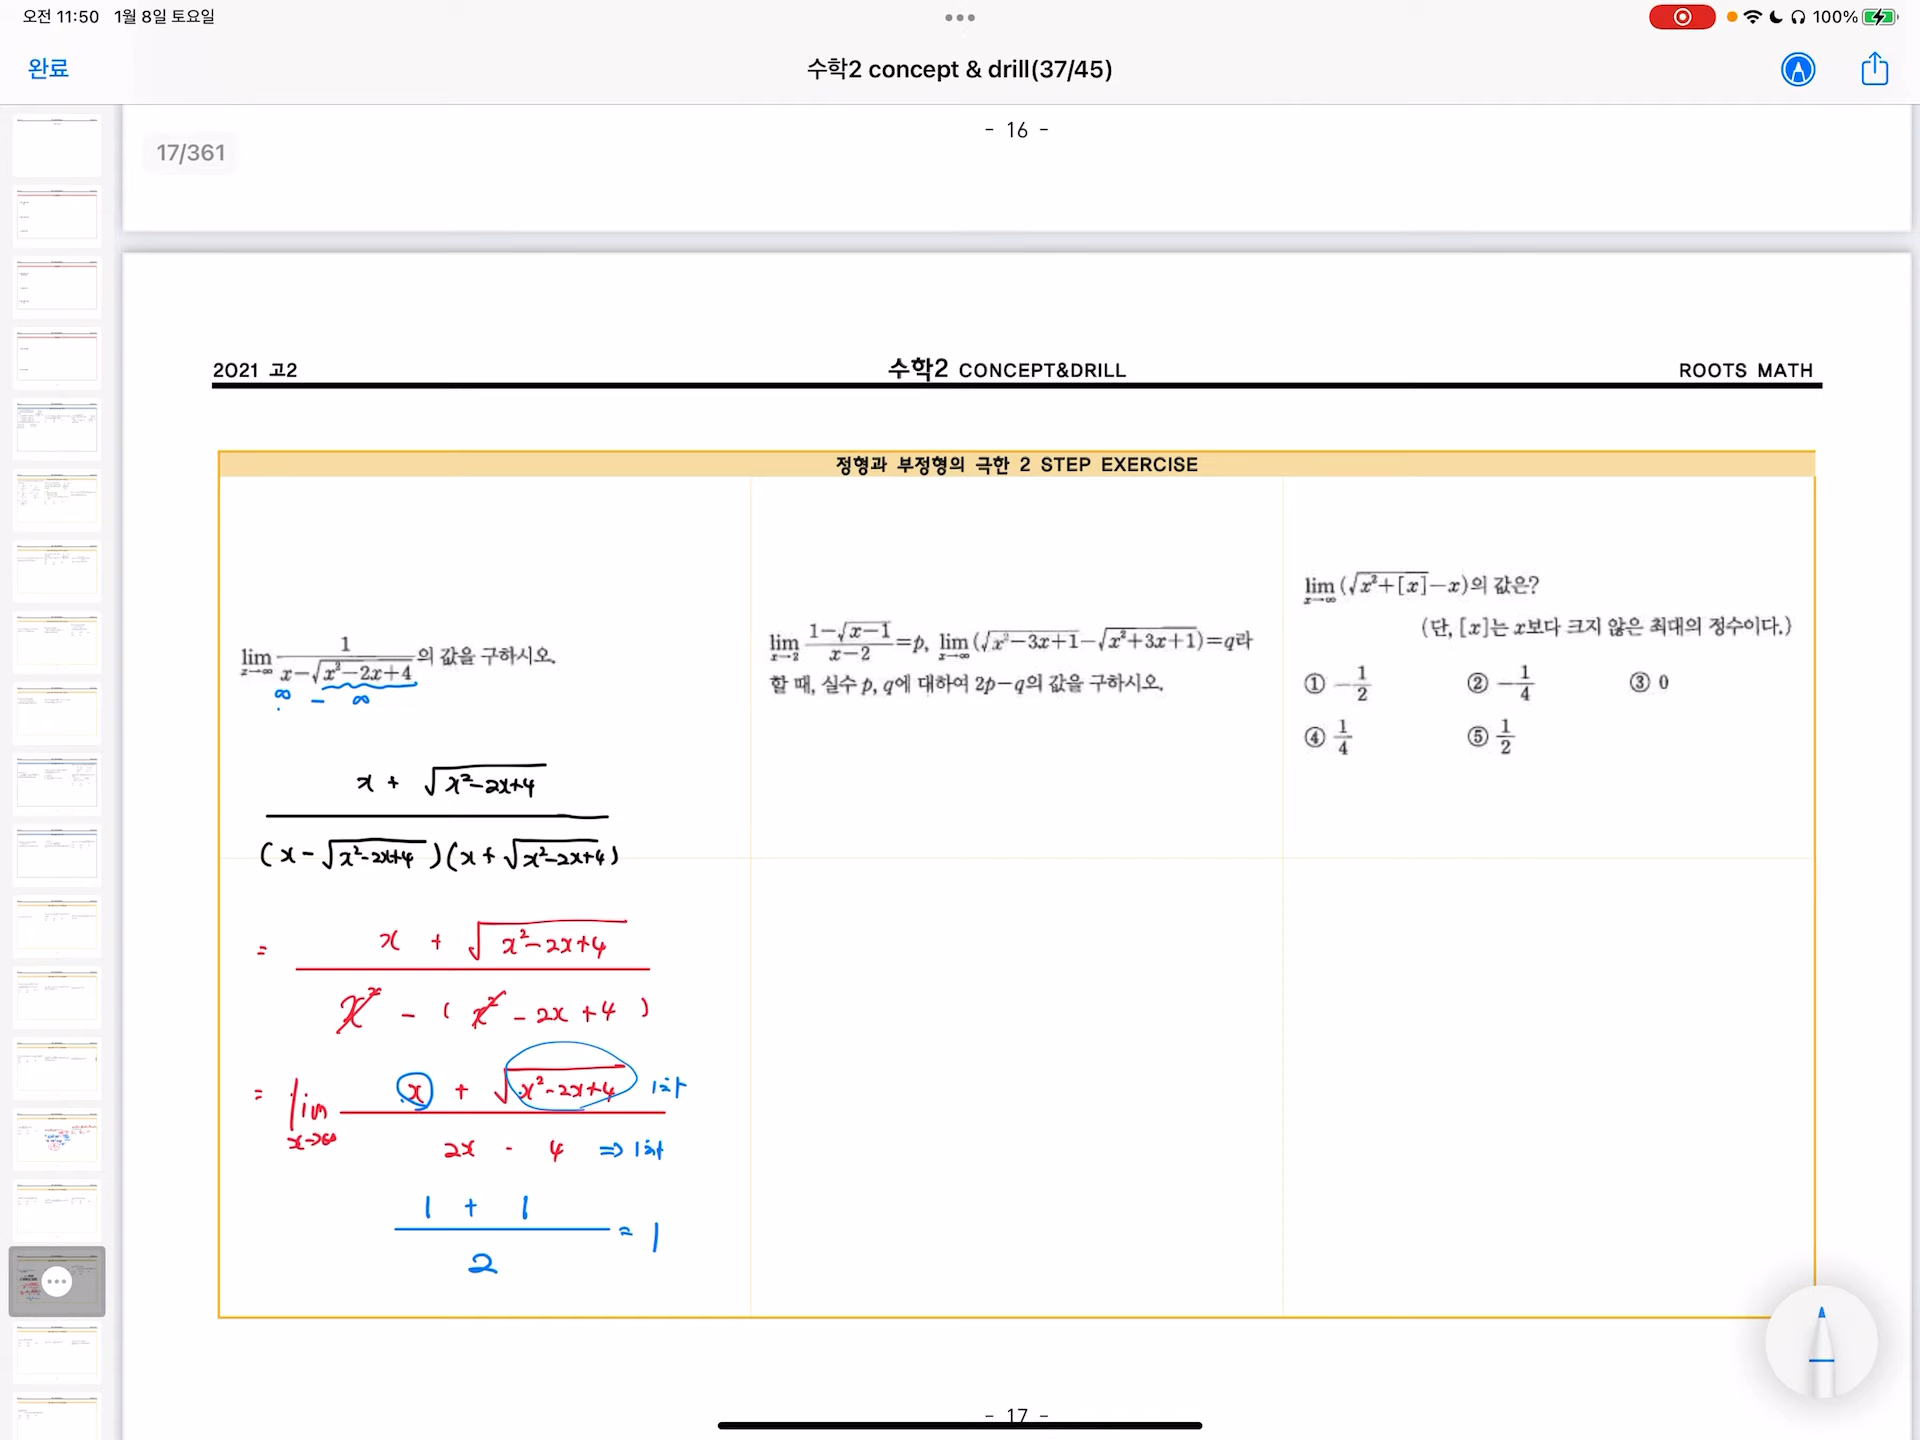 오전 11:50 1월 8일 토요일
100%
완료
수학2 concept & drill(37/45)
- 16 -
17/361
2021 고2
수학2 CONCEPT&DRILL
ROOTS MATH
정형과 부정형의 극한 2 STEP EXERCISE
lim x→∞ 1/(x−√(x²−2x+4)) 의 값을 구하시오.
∞ - ∞
x + √(x²-2x+4)
(x - √(x²-2x+4))(x + √(x²-2x+4))
= x + √(x²-2x+4)
x² - (x² - 2x + 4)
= lim x→∞ x + √(x²-2x+4) 1차
2x - 4 ⇒ 1차
1 + 1
2
= 1
lim x→2 (1−√(x−1))/(x−2)=p, lim x→∞ (√(x²−3x+1)−√(x²+3x+1))=q라
할 때, 실수 p, q에 대하여 2p−q의 값을 구하시오.
lim x→∞ (√(x²+[x])−x)의 값은?
(단, [x]는 x보다 크지 않은 최대의 정수이다.)
① −1/2 ② −1/4 ③ 0
④ 1/4 ⑤ 1/2
- 17 -